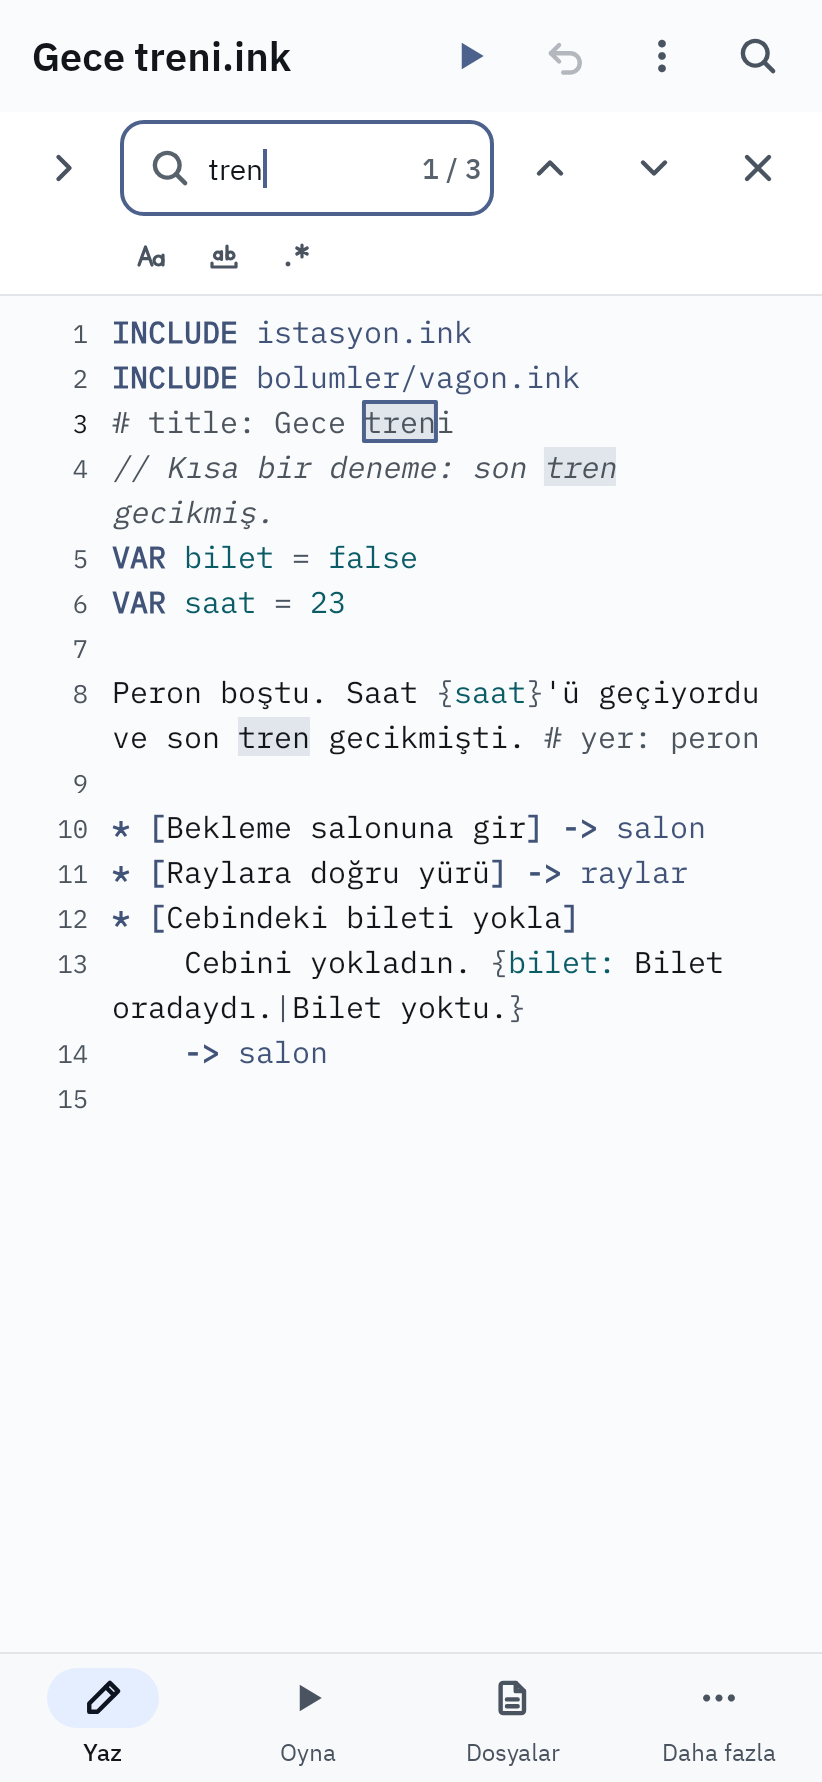 Gece treni.ink
tren 1 / 3
Aa ab .*
1 INCLUDE istasyon.ink
2 INCLUDE bolumler/vagon.ink
3 # title: Gece treni
4 // Kısa bir deneme: son tren
gecikmiş.
5 VAR bilet = false
6 VAR saat = 23
7
8 Peron boştu. Saat {saat}'ü geçiyordu
ve son tren gecikmişti. # yer: peron
9
10 * [Bekleme salonuna gir] -> salon
11 * [Raylara doğru yürü] -> raylar
12 * [Cebindeki bileti yokla]
13     Cebini yokladın. {bilet: Bilet
oradaydı.|Bilet yoktu.}
14     -> salon
15
Yaz Oyna Dosyalar Daha fazla